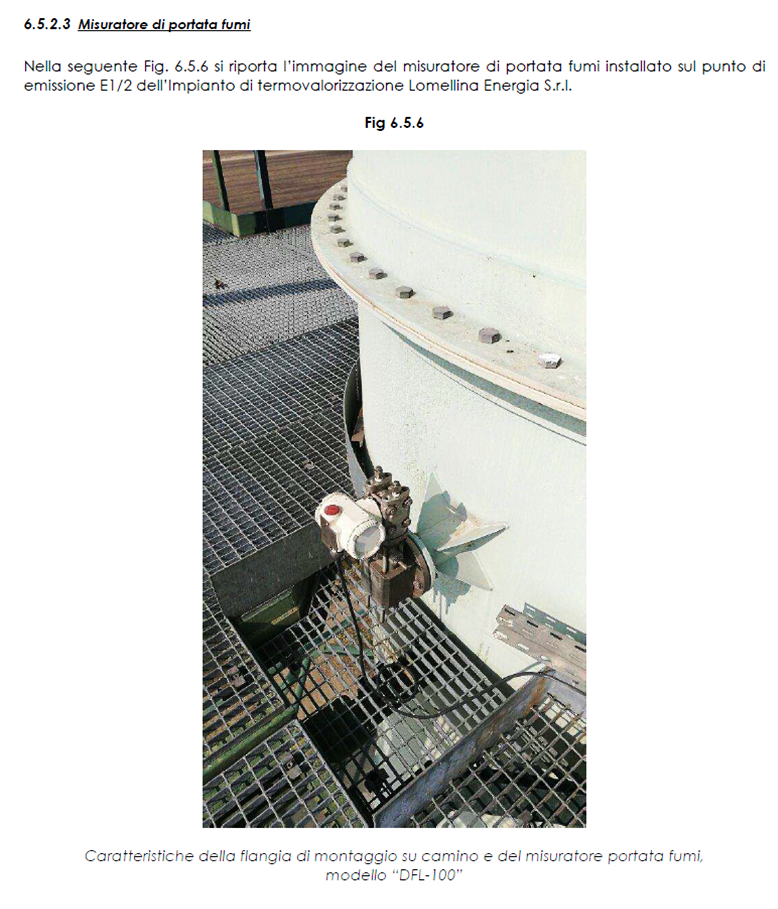 6.5.2.3 Misuratore di portata fumi
Nella seguente Fig. 6.5.6 si riporta l'immagine del misuratore di portata fumi installato sul punto di
emissione E1/2 dell'Impianto di termovalorizzazione Lomellina Energia S.r.l.
Fig 6.5.6
Caratteristiche della flangia di montaggio su camino e del misuratore portata fumi,
modello "DFL-100"